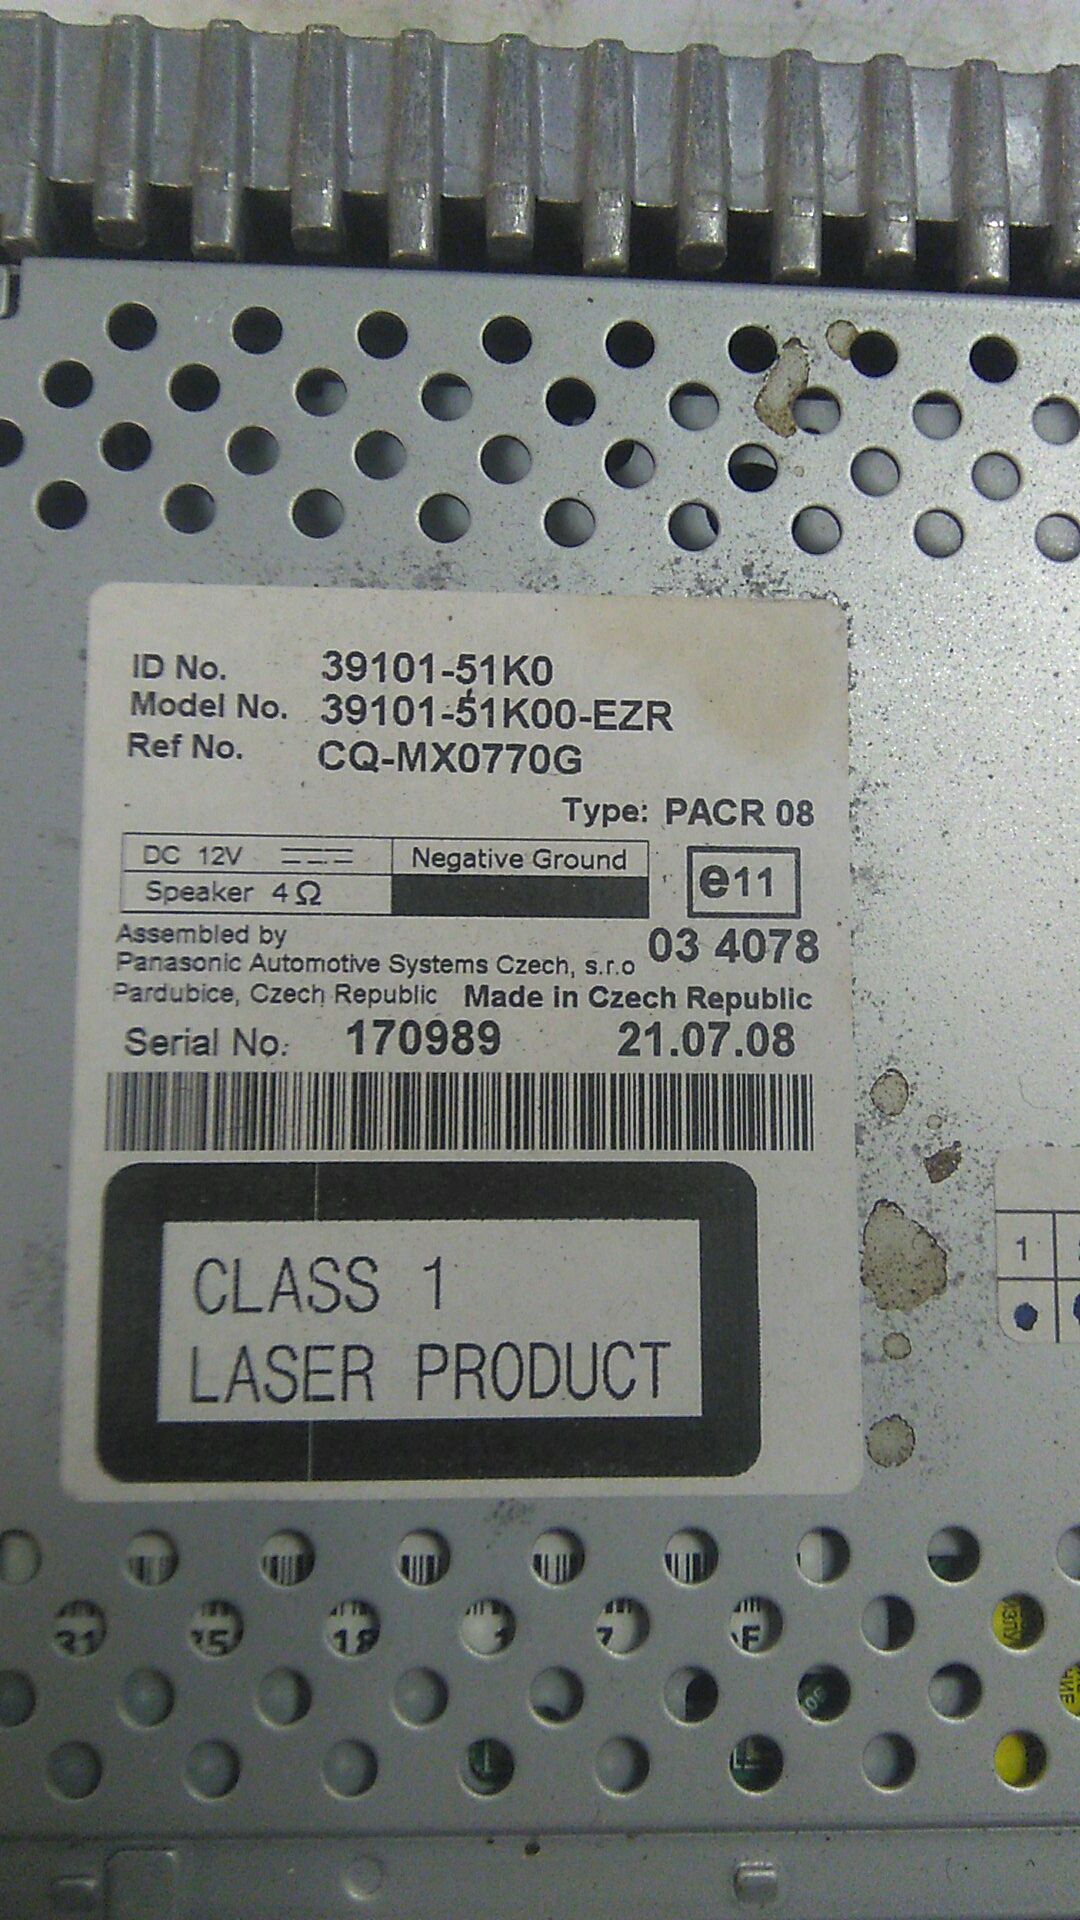 ID No. 39101-51K0
Model No. 39101-51K00-EZR
Ref No. CQ-MX0770G
Type: PACR 08
DC 12V Negative Ground
Speaker 4Ω
e11
03 4078
Assembled by
Panasonic Automotive Systems Czech, s.r.o
Pardubice, Czech Republic Made in Czech Republic
Serial No. 170989 21.07.08
CLASS 1
LASER PRODUCT
1